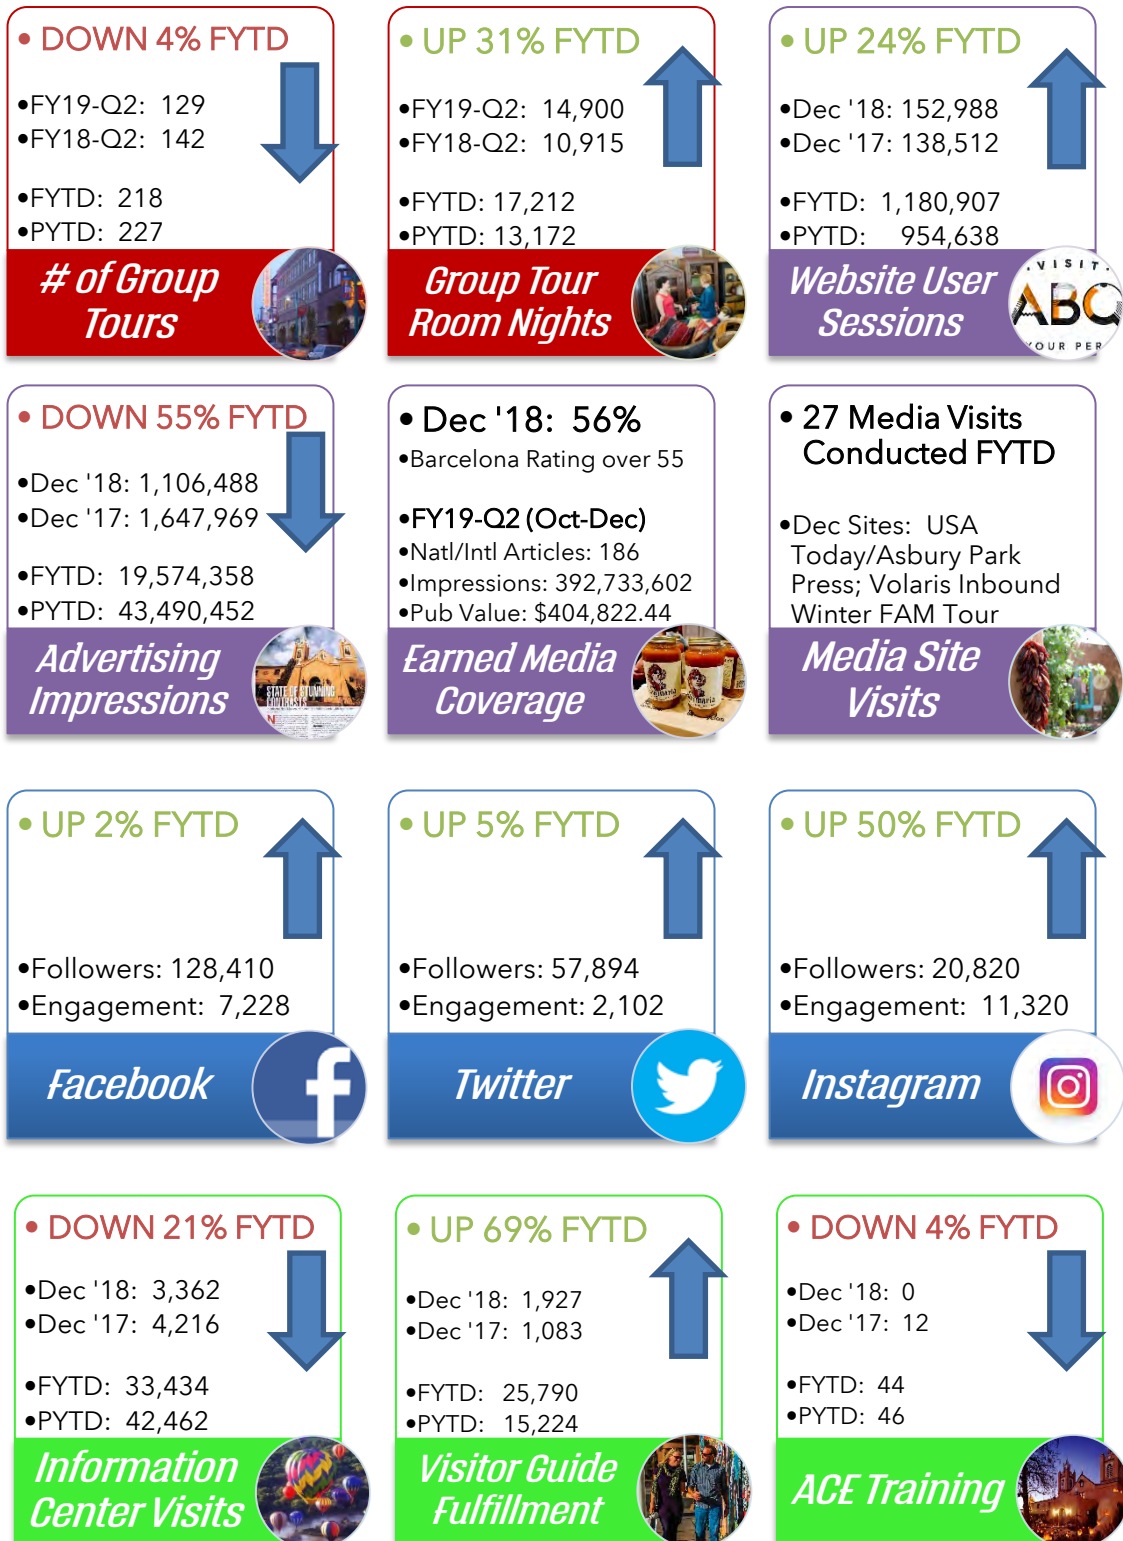 • DOWN 4% FYTD
•FY19-Q2: 129
•FY18-Q2: 142
•FYTD: 218
•PYTD: 227
# of Group
Tours
• UP 31% FYTD
•FY19-Q2: 14,900
•FY18-Q2: 10,915
•FYTD: 17,212
•PYTD: 13,172
Group Tour
Room Nights
• UP 24% FYTD
•Dec '18: 152,988
•Dec '17: 138,512
•FYTD: 1,180,907
•PYTD: 954,638
Website User
Sessions
VISIT
ABQ
YOUR PER
• DOWN 55% FYTD
•Dec '18: 1,106,488
•Dec '17: 1,647,969
•FYTD: 19,574,358
•PYTD: 43,490,452
Advertising
Impressions
STATE OF STUNNING
CONTRASTS
• Dec '18: 56%
•Barcelona Rating over 55
•FY19-Q2 (Oct-Dec)
•Natl/Intl Articles: 186
•Impressions: 392,733,602
•Pub Value: $404,822.44
Earned Media
Coverage
• 27 Media Visits
Conducted FYTD
•Dec Sites: USA
Today/Asbury Park
Press; Volaris Inbound
Winter FAM Tour
Media Site
Visits
• UP 2% FYTD
•Followers: 128,410
•Engagement: 7,228
Facebook
f
• UP 5% FYTD
•Followers: 57,894
•Engagement: 2,102
Twitter
• UP 50% FYTD
•Followers: 20,820
•Engagement: 11,320
Instagram
• DOWN 21% FYTD
•Dec '18: 3,362
•Dec '17: 4,216
•FYTD: 33,434
•PYTD: 42,462
Information
Center Visits
• UP 69% FYTD
•Dec '18: 1,927
•Dec '17: 1,083
•FYTD: 25,790
•PYTD: 15,224
Visitor Guide
Fulfillment
• DOWN 4% FYTD
•Dec '18: 0
•Dec '17: 12
•FYTD: 44
•PYTD: 46
ACE Training